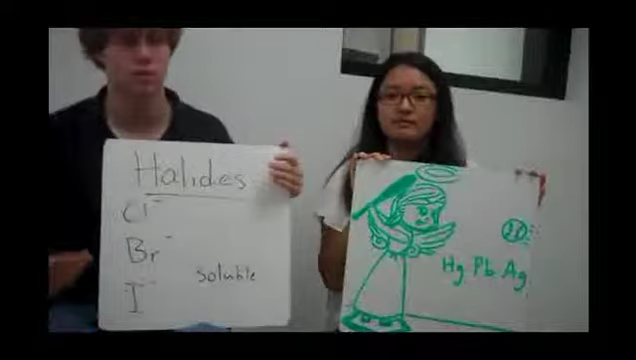 Halides
Cl⁻
Br⁻
I⁻
soluble
Hg Pb Ag